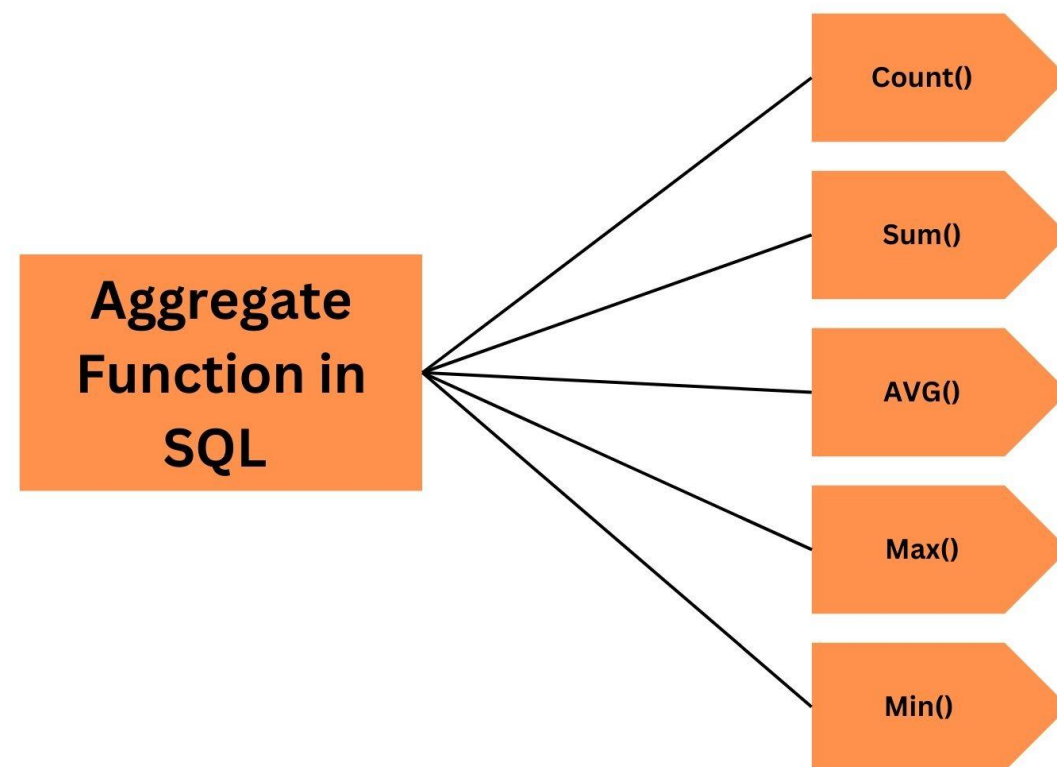 Aggregate
Function in
SQL
Count()
Sum()
AVG()
Max()
Min()